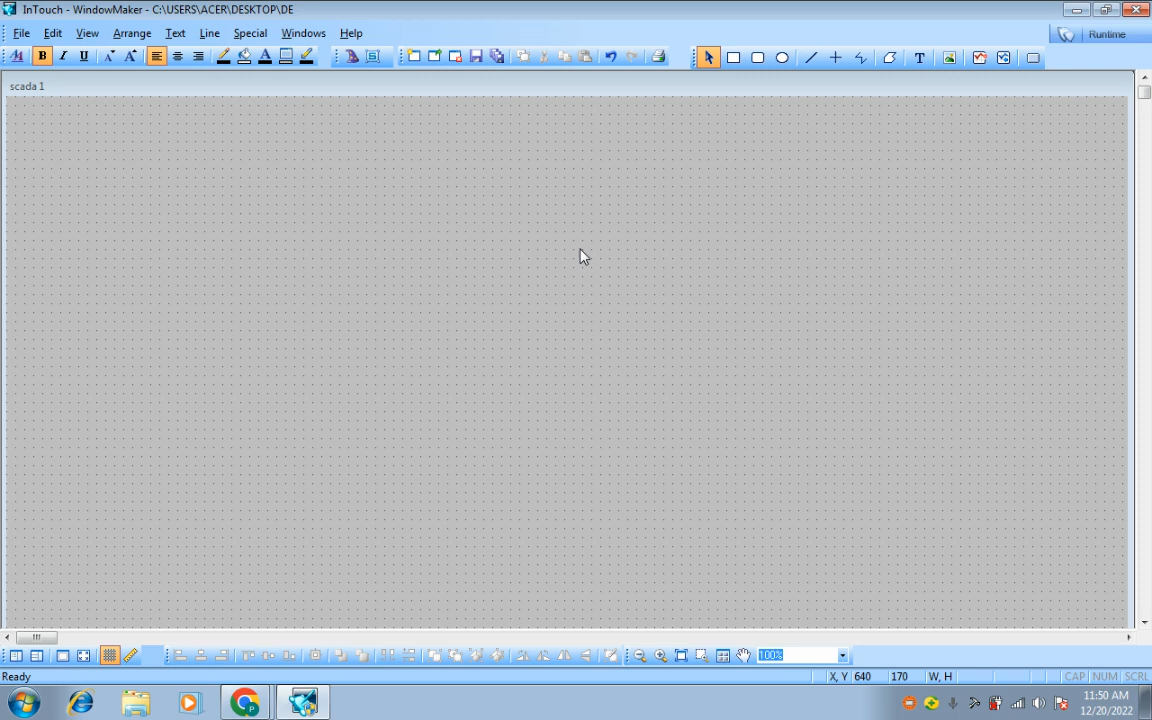 InTouch - WindowMaker - C:\USERS\ACER\DESKTOP\DE
File Edit View Arrange Text Line Special Windows Help
Runtime
scada 1
100%
Ready X, Y 640 170 W, H CAP NUM SCRL
11:50 AM
12/20/2022